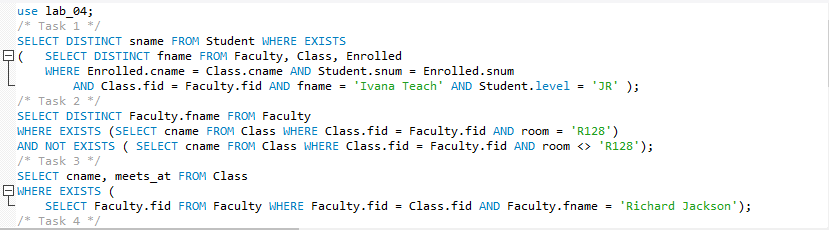 use lab_04;
/* Task 1 */
SELECT DISTINCT sname FROM Student WHERE EXISTS
(   SELECT DISTINCT fname FROM Faculty, Class, Enrolled
    WHERE Enrolled.cname = Class.cname AND Student.snum = Enrolled.snum
        AND Class.fid = Faculty.fid AND fname = 'Ivana Teach' AND Student.level = 'JR' );
/* Task 2 */
SELECT DISTINCT Faculty.fname FROM Faculty
WHERE EXISTS (SELECT cname FROM Class WHERE Class.fid = Faculty.fid AND room = 'R128')
AND NOT EXISTS ( SELECT cname FROM Class WHERE Class.fid = Faculty.fid AND room <> 'R128');
/* Task 3 */
SELECT cname, meets_at FROM Class
WHERE EXISTS (
    SELECT Faculty.fid FROM Faculty WHERE Faculty.fid = Class.fid AND Faculty.fname = 'Richard Jackson');
/* Task 4 */